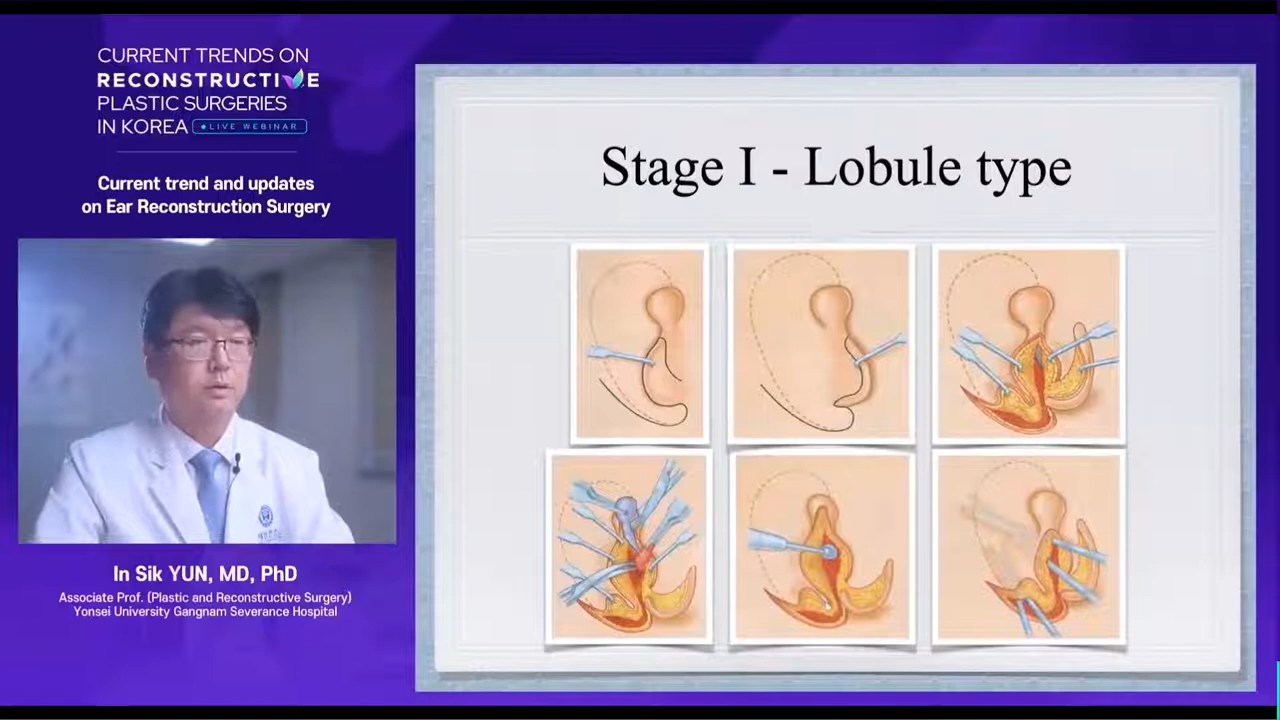 CURRENT TRENDS ON
RECONSTRUCTIVE
PLASTIC SURGERIES
IN KOREA LIVE WEBINAR
Current trend and updates
on Ear Reconstruction Surgery
In Sik YUN, MD, PhD
Associate Prof. (Plastic and Reconstructive Surgery)
Yonsei University Gangnam Severance Hospital
Stage I - Lobule type